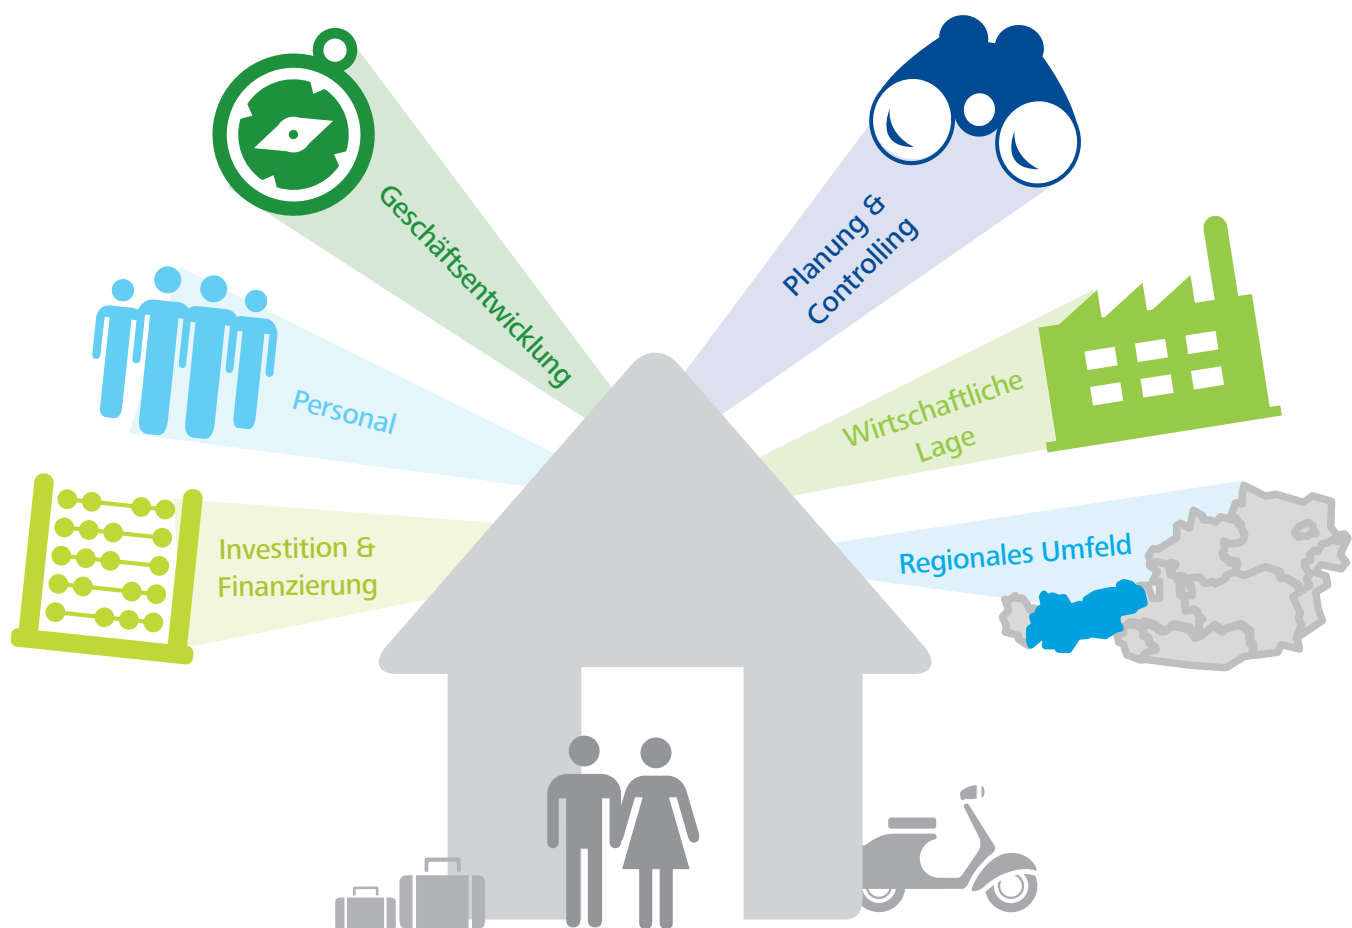 Geschäftsentwicklung
Planung &
Controlling
Personal
Wirtschaftliche
Lage
Investition &
Finanzierung
Regionales Umfeld